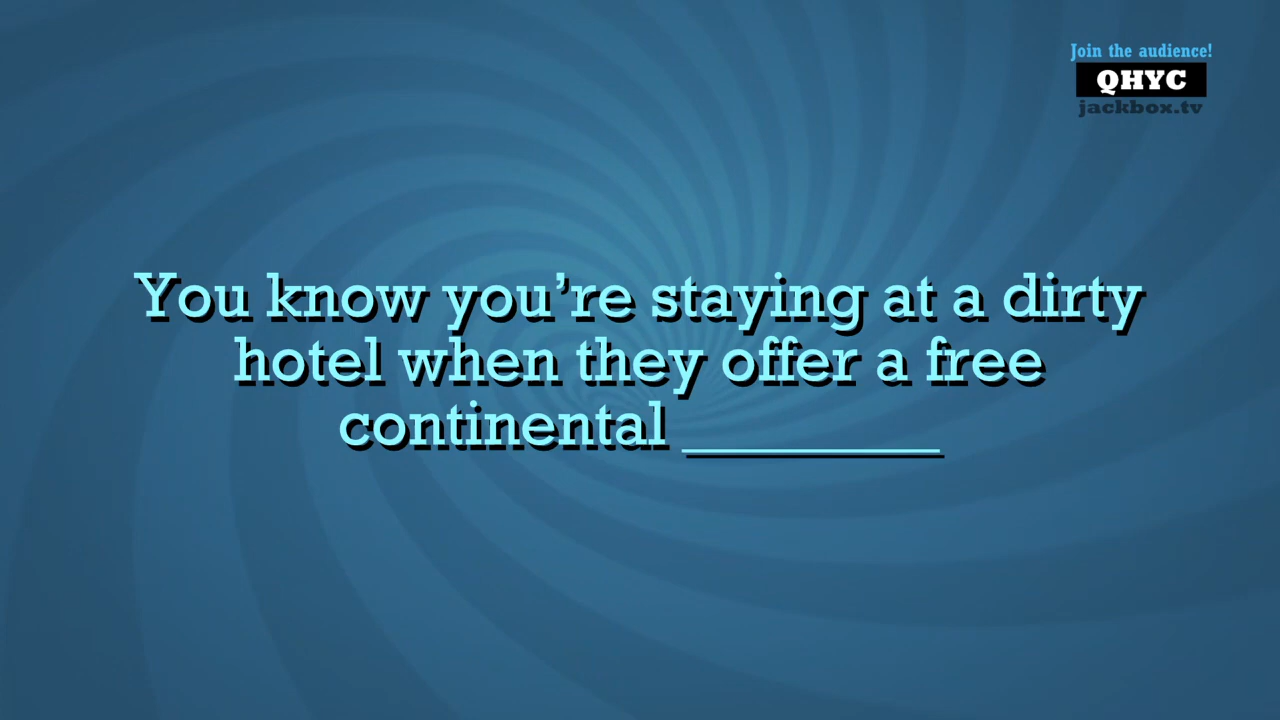 Join the audience!
QHYC
jackbox.tv
You know you’re staying at a dirty
hotel when they offer a free
continental ________